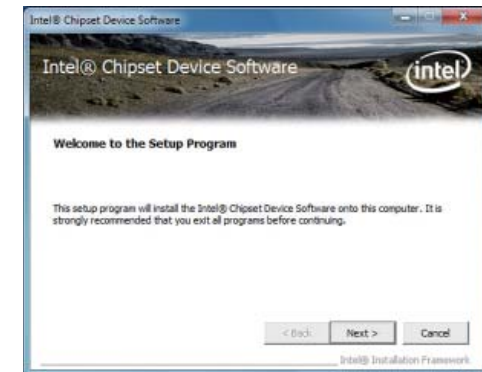 Intel® Chipset Device Software
Intel® Chipset Device Software
intel
Welcome to the Setup Program
This setup program will install the Intel® Chipset Device Software onto this computer. It is
strongly recommended that you exit all programs before continuing.
< Back Next > Cancel
Intel® Installation Framework